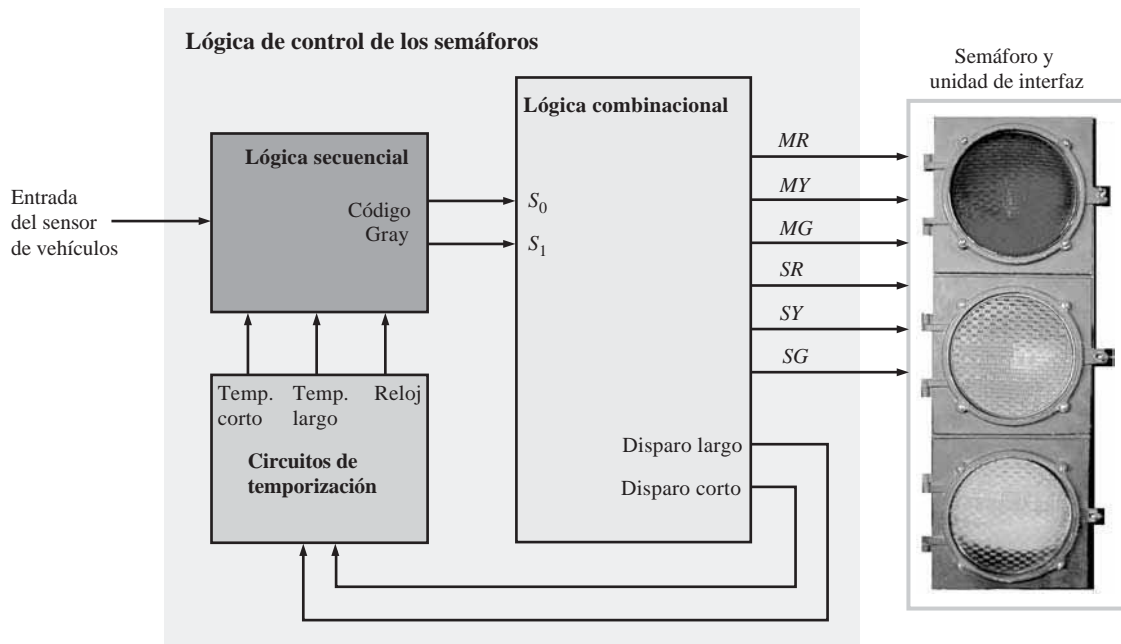 Lógica de control de los semáforos
Semáforo y
unidad de interfaz
Lógica combinacional
Lógica secuencial
Código
Gray
S0
S1
Entrada
del sensor
de vehículos
MR
MY
MG
SR
SY
SG
Temp.
corto
Temp.
largo
Reloj
Circuitos de
temporización
Disparo largo
Disparo corto